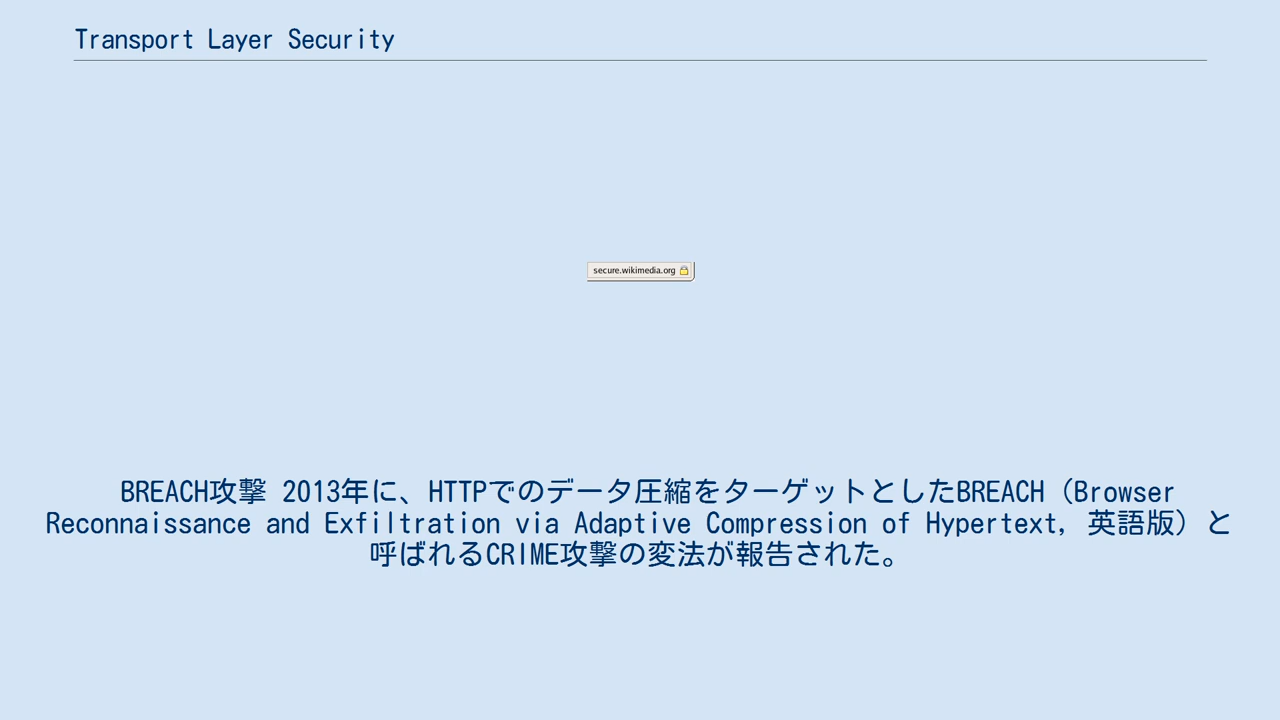 Transport Layer Security
secure.wikimedia.org
BREACH攻撃 2013年に、HTTPでのデータ圧縮をターゲットとしたBREACH（Browser
Reconnaissance and Exfiltration via Adaptive Compression of Hypertext, 英語版）と
呼ばれるCRIME攻撃の変法が報告された。